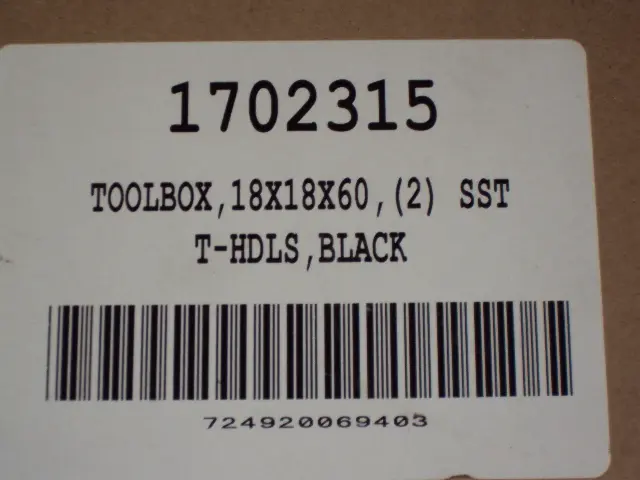 1702315
TOOLBOX,18X18X60,(2) SST
T-HDLS,BLACK
724920069403